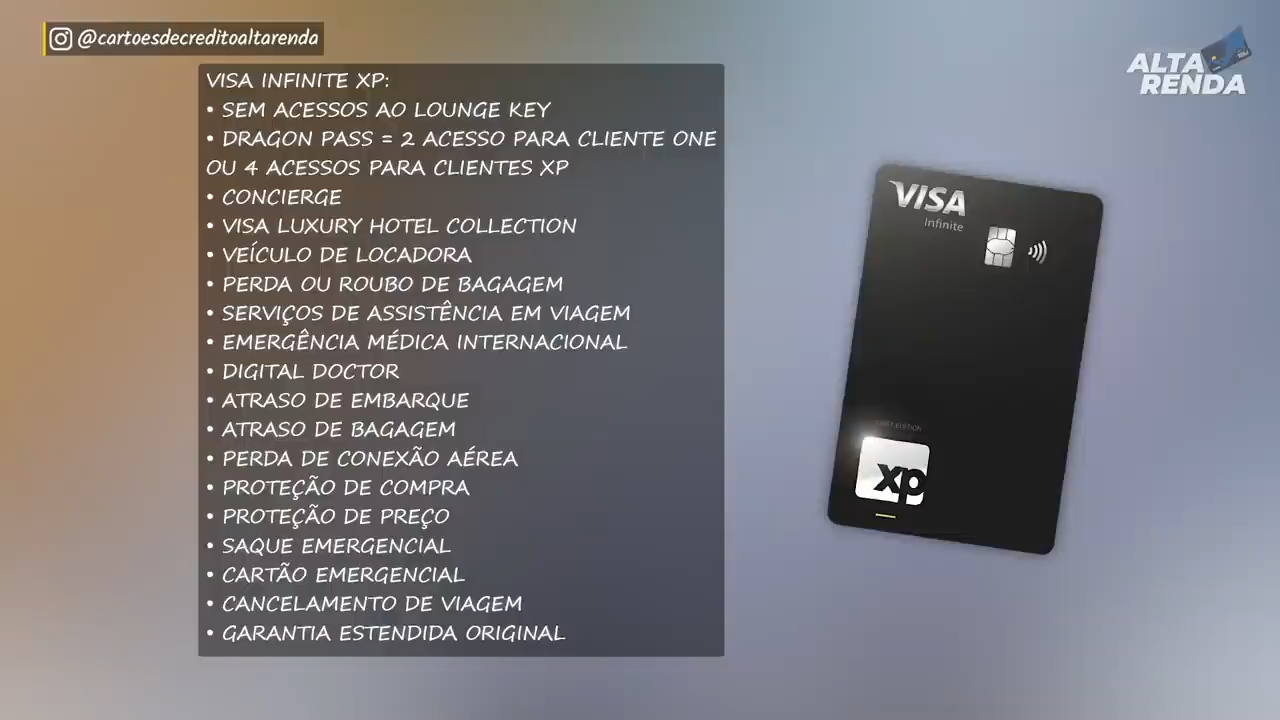 @cartoesdecreditoaltarenda
ALTA
RENDA
VISA INFINITE XP:
• SEM ACESSOS AO LOUNGE KEY
• DRAGON PASS = 2 ACESSO PARA CLIENTE ONE
OU 4 ACESSOS PARA CLIENTES XP
• CONCIERGE
• VISA LUXURY HOTEL COLLECTION
• VEÍCULO DE LOCADORA
• PERDA OU ROUBO DE BAGAGEM
• SERVIÇOS DE ASSISTÊNCIA EM VIAGEM
• EMERGÊNCIA MÉDICA INTERNACIONAL
• DIGITAL DOCTOR
• ATRASO DE EMBARQUE
• ATRASO DE BAGAGEM
• PERDA DE CONEXÃO AÉREA
• PROTEÇÃO DE COMPRA
• PROTEÇÃO DE PREÇO
• SAQUE EMERGENCIAL
• CARTÃO EMERGENCIAL
• CANCELAMENTO DE VIAGEM
• GARANTIA ESTENDIDA ORIGINAL
VISA
Infinite
EDITION
xp